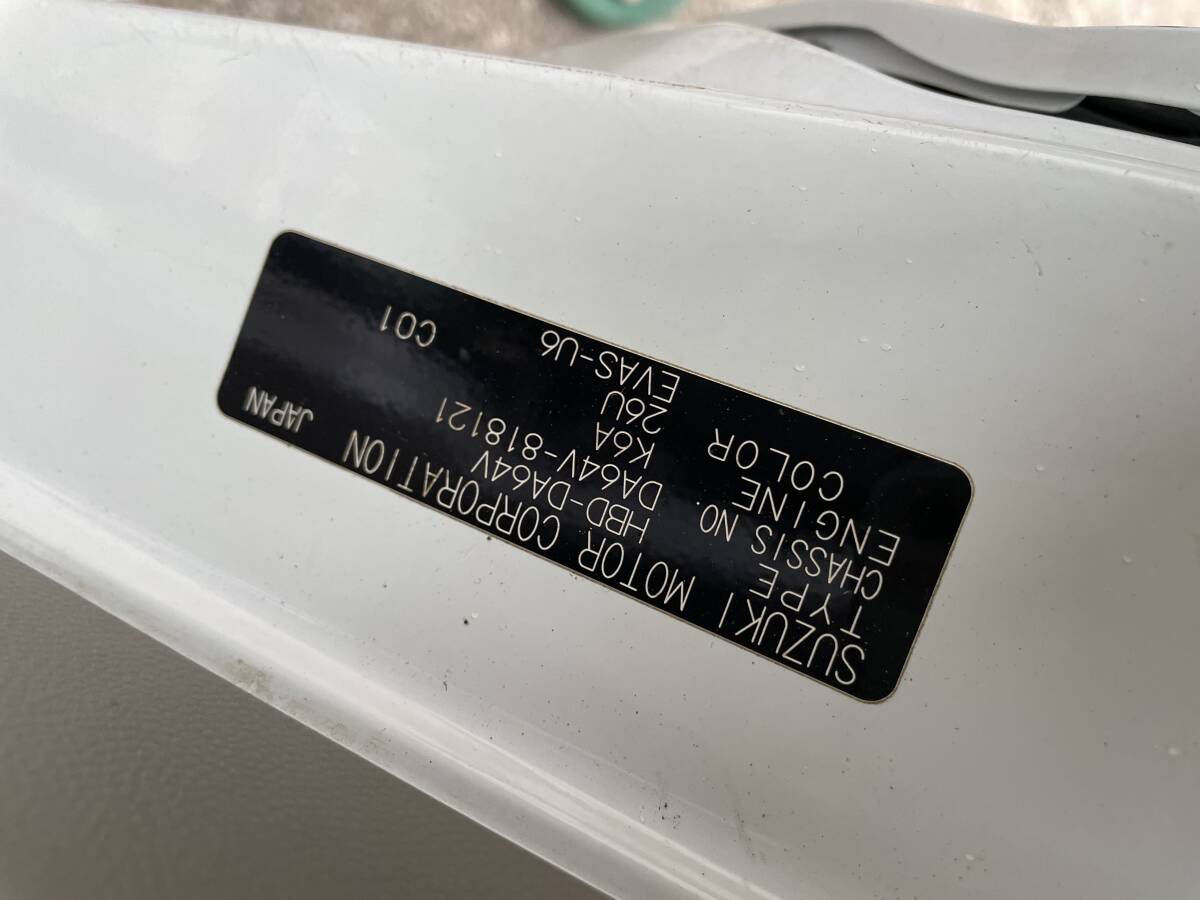 SUZUKI MOTOR CORPORATION JAPAN
TYPE HBD-DA64V
CHASSIS NO. DA64V-818121
ENGINE K6A
COLOR 26U
EVAS-U6 C01